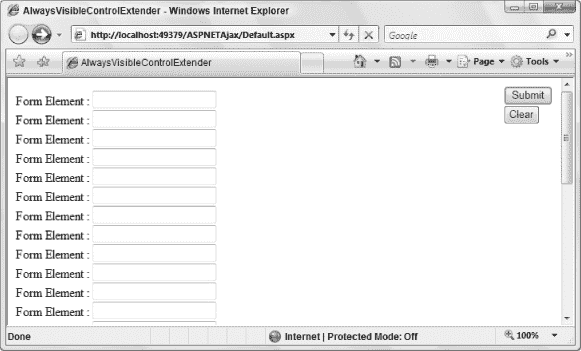 AlwaysVisibleControlExtender - Windows Internet Explorer
http://localhost:49379/ASPNETAjax/Default.aspx
Google
AlwaysVisibleControlExtender
Page
Tools
Submit
Clear
Form Element :
Form Element :
Form Element :
Form Element :
Form Element :
Form Element :
Form Element :
Form Element :
Form Element :
Form Element :
Form Element :
Form Element :
Done
Internet | Protected Mode: Off
100%